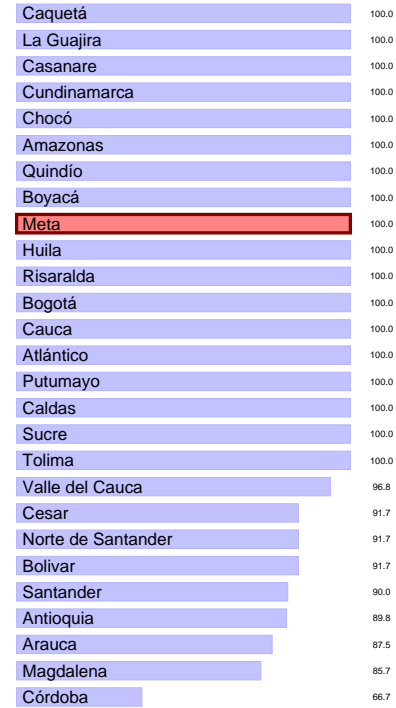 Caquetá 100.0
La Guajira 100.0
Casanare 100.0
Cundinamarca 100.0
Chocó 100.0
Amazonas 100.0
Quindío 100.0
Boyacá 100.0
Meta 100.0
Huila 100.0
Risaralda 100.0
Bogotá 100.0
Cauca 100.0
Atlántico 100.0
Putumayo 100.0
Caldas 100.0
Sucre 100.0
Tolima 100.0
Valle del Cauca 96.8
Cesar 91.7
Norte de Santander 91.7
Bolivar 91.7
Santander 90.0
Antioquia 89.8
Arauca 87.5
Magdalena 85.7
Córdoba 66.7